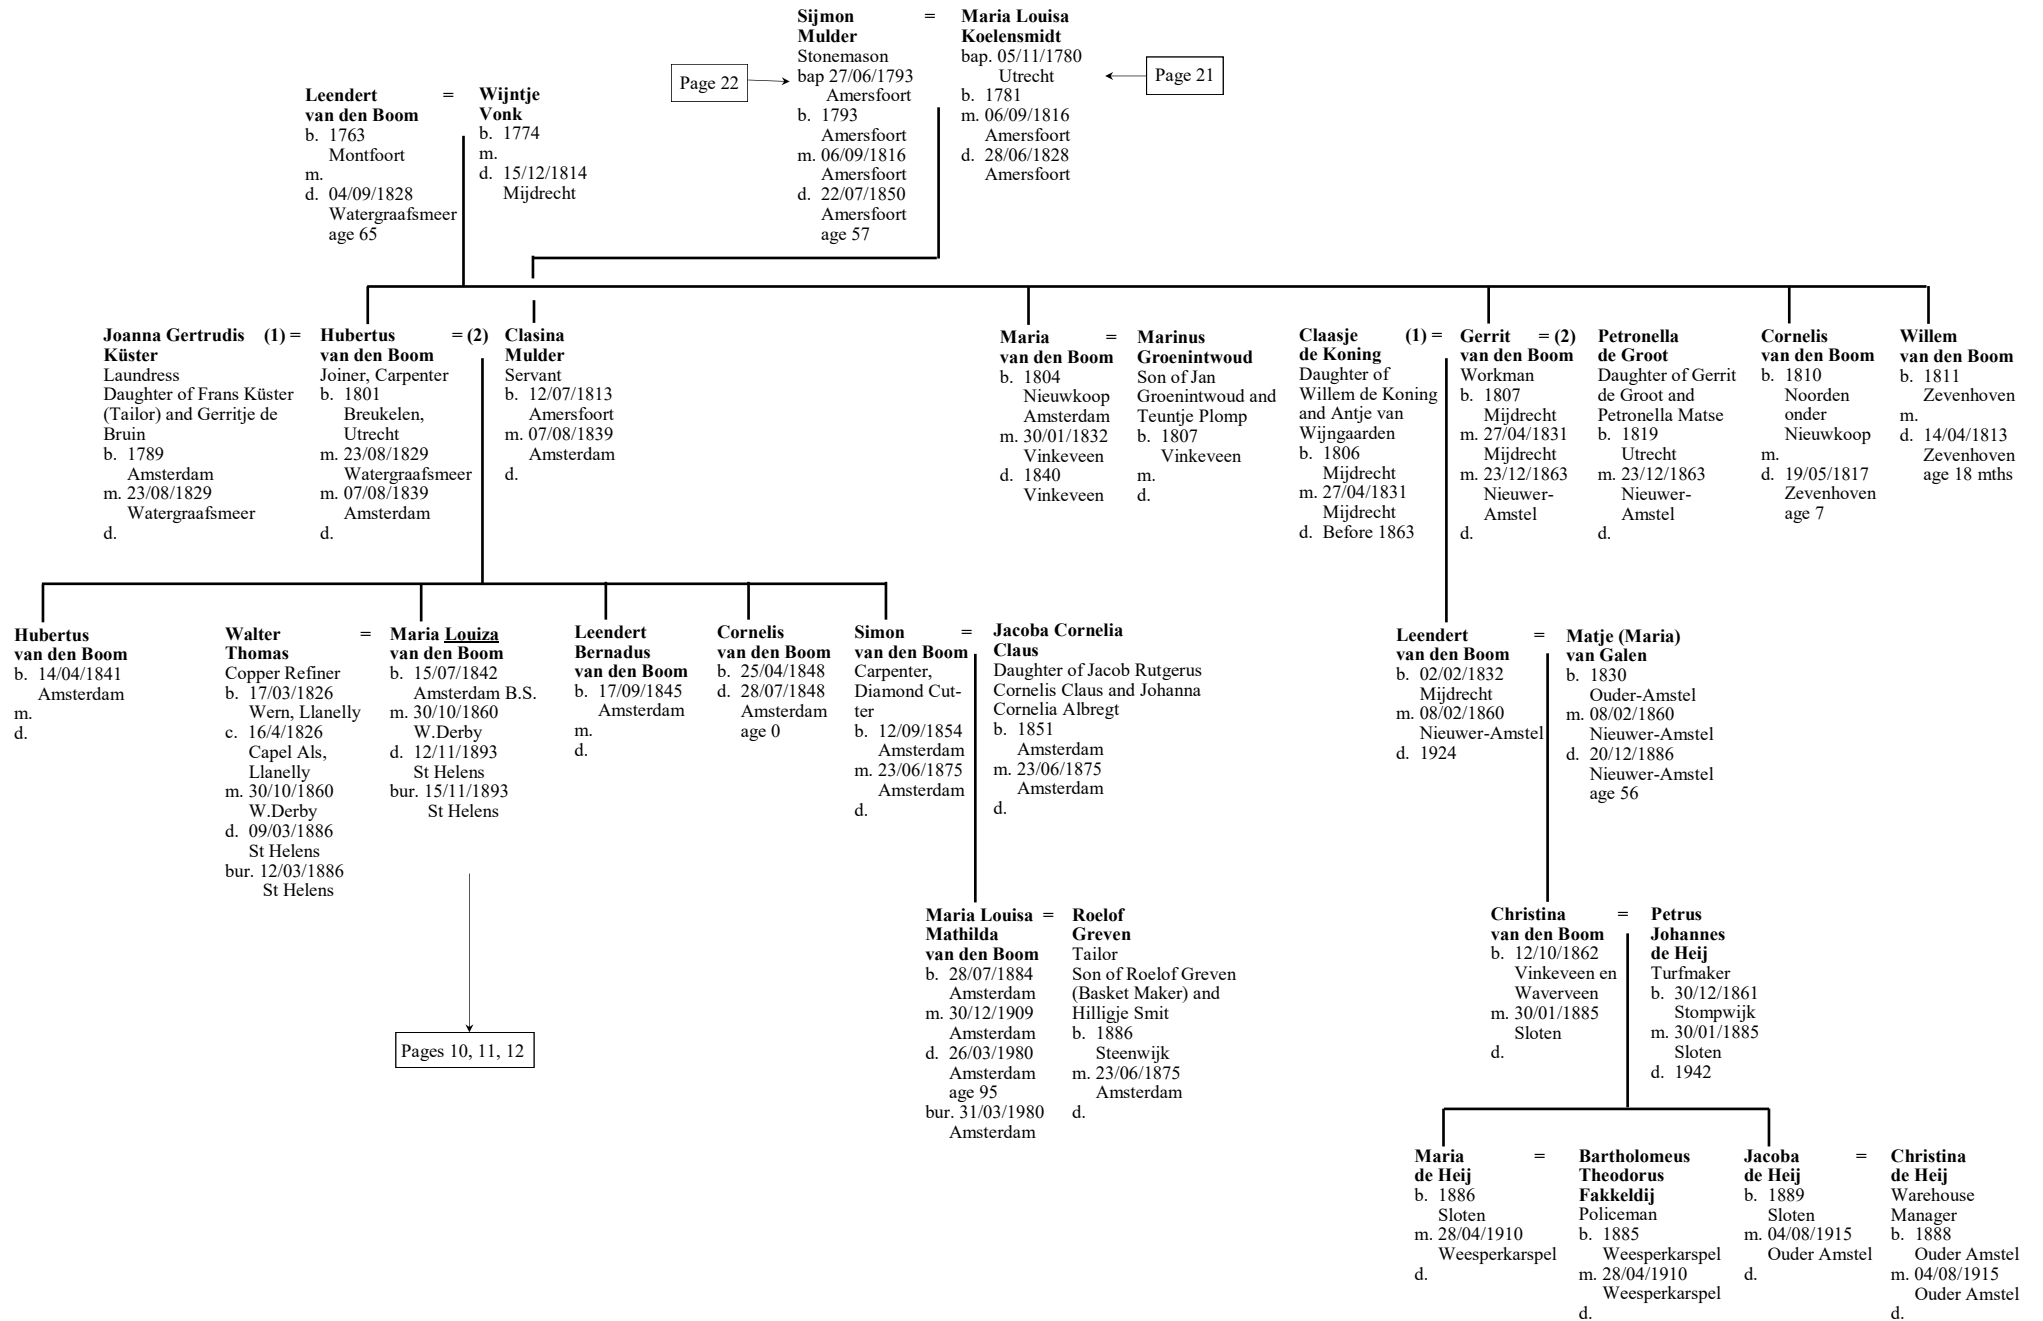 Sijmon = Maria Louisa
Mulder Koelensmidt
Stonemason
bap 27/06/1793
Amersfoort
b. 1793
Amersfoort
m. 06/09/1816
Amersfoort
d. 22/07/1850
Amersfoort
age 57
bap. 05/11/1780
Utrecht
b. 1781
m. 06/09/1816
Amersfoort
d. 28/06/1828
Amersfoort
Page 22
Page 21
Leendert =
van den Boom
b. 1763
Montfoort
m.
d. 04/09/1828
Watergraafsmeer
age 65
Wijntje
Vonk
b. 1774
m.
d. 15/12/1814
Mijdrecht
Joanna Gertrudis (1) =
Küster
Laundress
Daughter of Frans Küster
(Tailor) and Gerritje de
Bruin
b. 1789
Amsterdam
m. 23/08/1829
Watergraafsmeer
d.
Hubertus = (2)
van den Boom
Joiner, Carpenter
b. 1801
Breukelen,
Utrecht
m. 23/08/1829
Watergraafsmeer
m. 07/08/1839
Amsterdam
d.
Clasina
Mulder
Servant
b. 12/07/1813
Amersfoort
m. 07/08/1839
Amsterdam
d.
Maria =
van den Boom
b. 1804
Nieuwkoop
Amsterdam
m. 30/01/1832
Vinkeveen
d. 1840
Vinkeveen
Marinus
Groenintwoud
Son of Jan
Groenintwoud and
Teuntje Plomp
b. 1807
Vinkeveen
m.
d.
Claasje (1) =
de Koning
Daughter of
Willem de Koning
and Antje van
Wijngaarden
b. 1806
Mijdrecht
m. 27/04/1831
Mijdrecht
d. Before 1863
Gerrit = (2)
van den Boom
Workman
b. 1807
Mijdrecht
m. 27/04/1831
Mijdrecht
m. 23/12/1863
Nieuwer-
Amstel
d.
Petronella
de Groot
Daughter of Gerrit
de Groot and
Petronella Matse
b. 1819
Utrecht
m. 23/12/1863
Nieuwer-
Amstel
d.
Cornelis
van den Boom
b. 1810
Noorden
onder
Nieuwkoop
m.
d. 19/05/1817
Zevenhoven
age 7
Willem
van den Boom
b. 1811
Zevenhoven
m.
d. 14/04/1813
Zevenhoven
age 18 mths
Hubertus
van den Boom
b. 14/04/1841
Amsterdam
m.
d.
Walter =
Thomas
Copper Refiner
b. 17/03/1826
Wern, Llanelly
c. 16/4/1826
Capel Als,
Llanelly
m. 30/10/1860
W.Derby
d. 09/03/1886
St Helens
bur. 12/03/1886
St Helens
Maria Louiza
van den Boom
b. 15/07/1842
Amsterdam B.S.
m. 30/10/1860
W.Derby
d. 12/11/1893
St Helens
bur. 15/11/1893
St Helens
Pages 10, 11, 12
Leendert
Bernadus
van den Boom
b. 17/09/1845
Amsterdam
m.
d.
Cornelis
van den Boom
b. 25/04/1848
d. 28/07/1848
Amsterdam
age 0
Simon =
van den Boom
Carpenter,
Diamond Cut-
ter
b. 12/09/1854
Amsterdam
m. 23/06/1875
Amsterdam
d.
Jacoba Cornelia
Claus
Daughter of Jacob Rutgerus
Cornelis Claus and Johanna
Cornelia Albregt
b. 1851
Amsterdam
m. 23/06/1875
Amsterdam
d.
Leendert =
van den Boom
b. 02/02/1832
Mijdrecht
m. 08/02/1860
Nieuwer-Amstel
d. 1924
Matje (Maria)
van Galen
b. 1830
Ouder-Amstel
m. 08/02/1860
Nieuwer-Amstel
d. 20/12/1886
Nieuwer-Amstel
age 56
Maria Louisa =
Mathilda
van den Boom
b. 28/07/1884
Amsterdam
m. 30/12/1909
Amsterdam
d. 26/03/1980
Amsterdam
age 95
bur. 31/03/1980
Amsterdam
Roelof
Greven
Tailor
Son of Roelof Greven
(Basket Maker) and
Hilligje Smit
b. 1886
Steenwijk
m. 23/06/1875
Amsterdam
d.
Christina =
van den Boom
b. 12/10/1862
Vinkeveen en
Waverveen
m. 30/01/1885
Sloten
d.
Petrus
Johannes
de Heij
Turfmaker
b. 30/12/1861
Stompwijk
m. 30/01/1885
Sloten
d. 1942
Maria =
de Heij
b. 1886
Sloten
m. 28/04/1910
Weesperkarspel
d.
Bartholomeus
Theodorus
Fakkeldij
Policeman
b. 1885
Weesperkarspel
m. 28/04/1910
Weesperkarspel
d.
Jacoba =
de Heij
b. 1889
Sloten
m. 04/08/1915
Ouder Amstel
d.
Christina
de Heij
Warehouse
Manager
b. 1888
Ouder Amstel
m. 04/08/1915
Ouder Amstel
d.